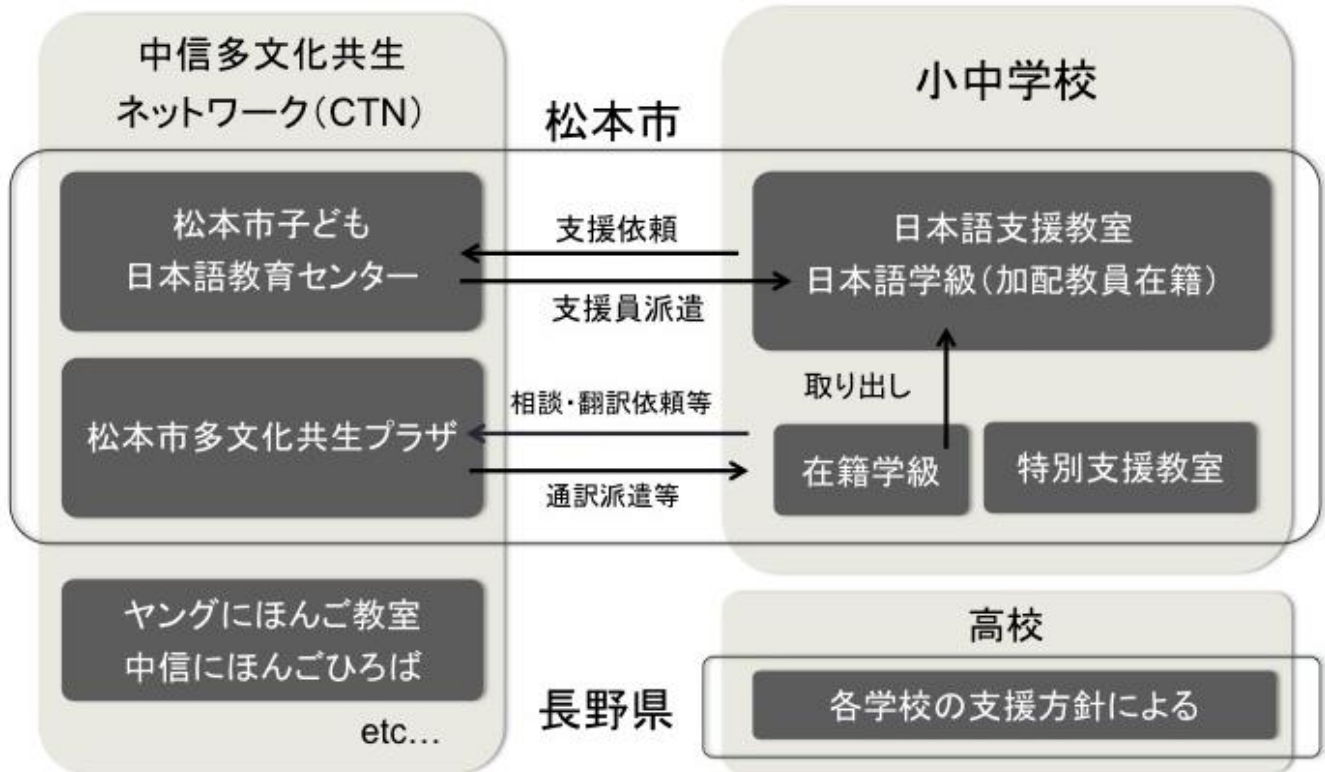 中信多文化共生
ネットワーク(CTN)
松本市
小中学校
松本市子ども
日本語教育センター
支援依頼
支援員派遣
日本語支援教室
日本語学級(加配教員在籍)
取り出し
松本市多文化共生プラザ
相談・翻訳依頼等
通訳派遣等
在籍学級
特別支援教室
ヤングにほんご教室
中信にほんごひろば
etc…
長野県
高校
各学校の支援方針による